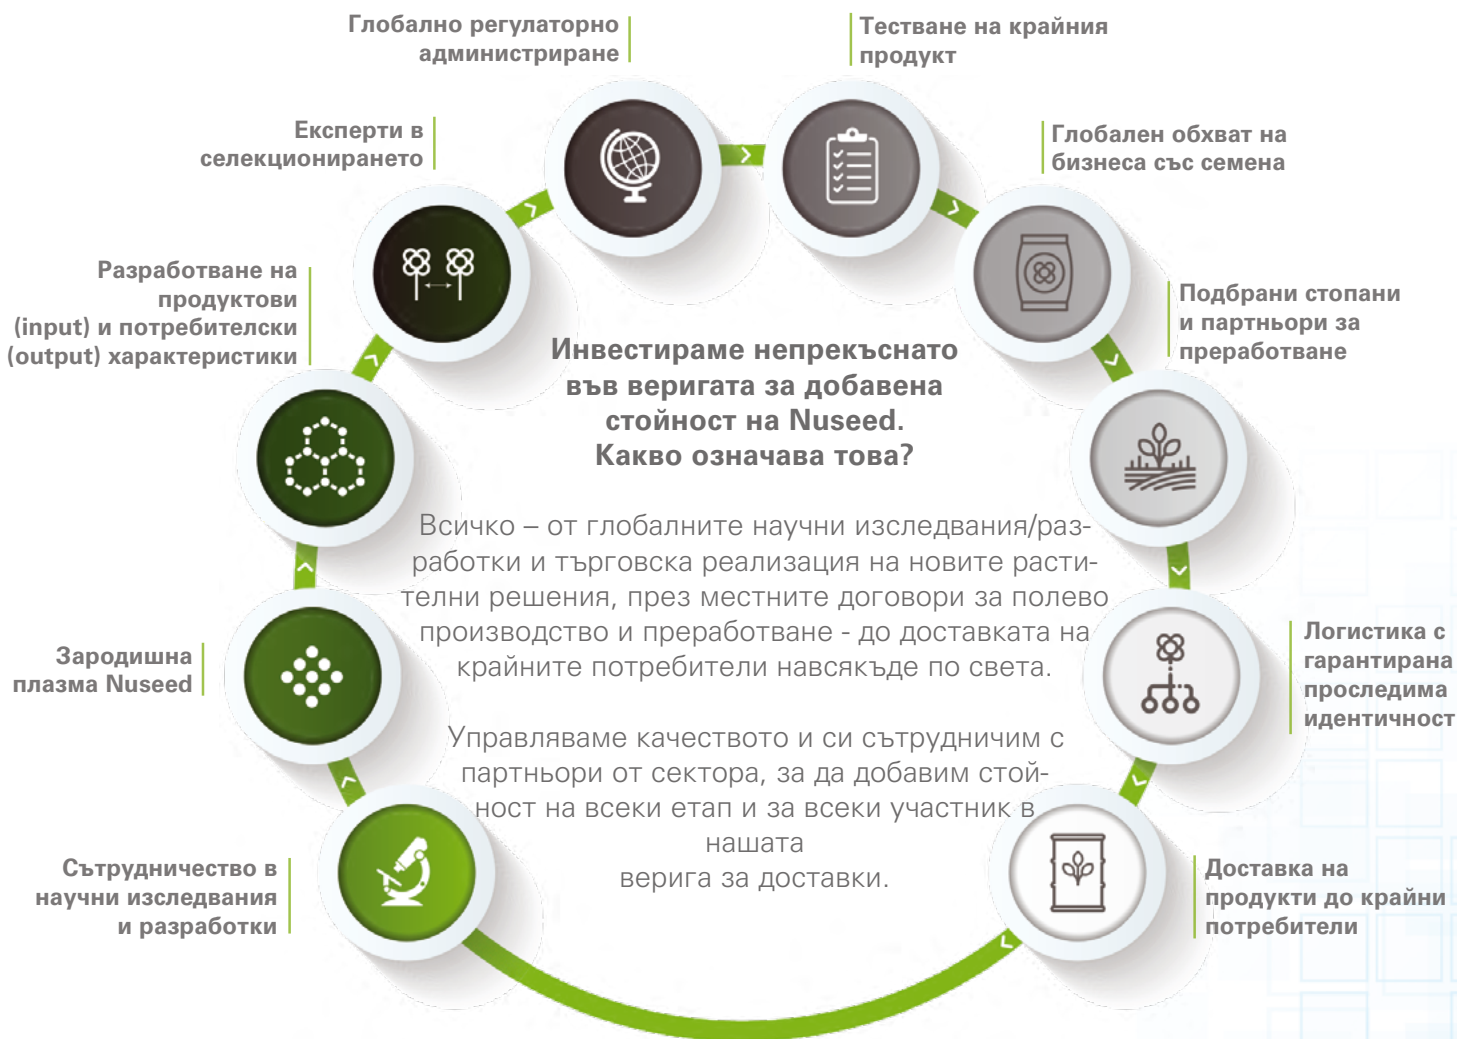 Глобално регулаторно
администриране
Тестване на крайния
продукт
Експерти в
селекционирането
Глобален обхват на
бизнеса със семена
Разработване на
продуктови
(input) и потребителски
(output) характеристики
Подбрани стопани
и партньори за
преработване
Инвестираме непрекъснато
във веригата за добавена
стойност на Nuseed.
Какво означава това?
Всичко – от глобалните научни изследвания/раз-
работки и търговска реализация на новите расти-
телни решения, през местните договори за полево
производство и преработване - до доставката на
крайните потребители навсякъде по света.
Зародишна
плазма Nuseed
Логистика с
гарантирана
проследима
идентичност
Управляваме качеството и си сътрудничим с
партньори от сектора, за да добавим стой-
ност на всеки етап и за всеки участник в
нашата
верига за доставки.
Сътрудничество в
научни изследвания
и разработки
Доставка на
продукти до крайни
потребители